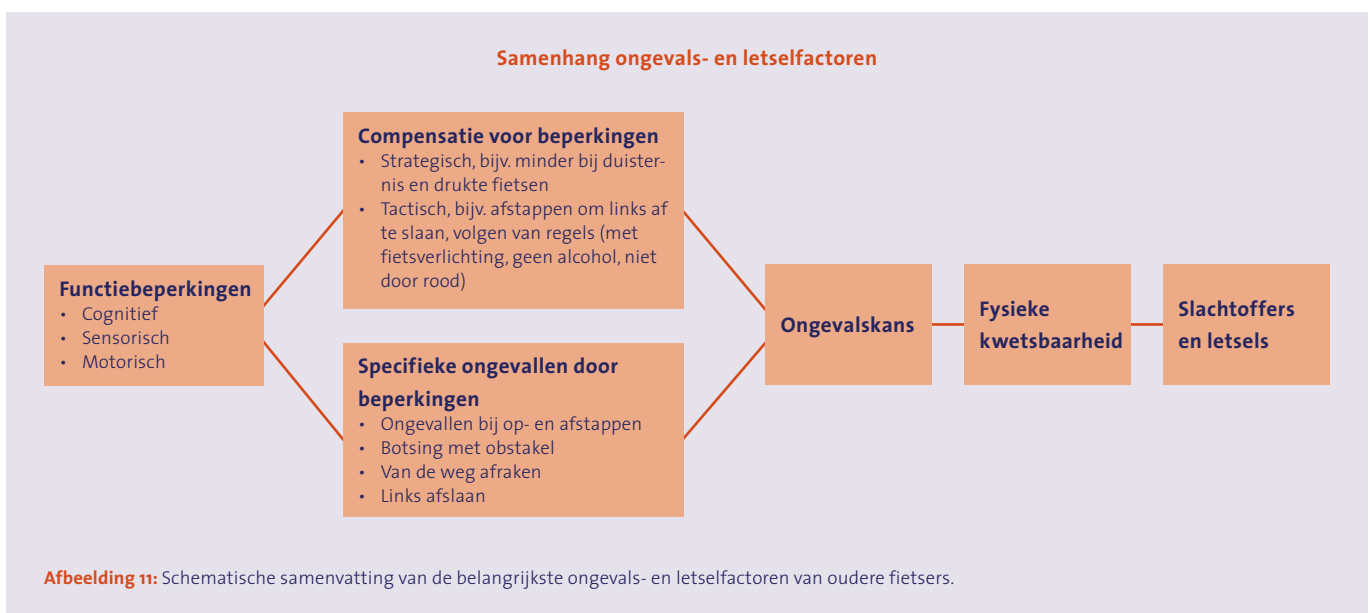 Samenhang ongevals- en letselfactoren
Functiebeperkingen
• Cognitief
• Sensorisch
• Motorisch
Compensatie voor beperkingen
• Strategisch, bijv. minder bij duister-
nis en drukte fietsen
• Tactisch, bijv. afstappen om links af
te slaan, volgen van regels (met
fietsverlichting, geen alcohol, niet
door rood)
Specifieke ongevallen door
beperkingen
• Ongevallen bij op- en afstappen
• Botsing met obstakel
• Van de weg afraken
• Links afslaan
Ongevalskans
Fysieke
kwetsbaarheid
Slachtoffers
en letsels
Afbeelding 11: Schematische samenvatting van de belangrijkste ongevals- en letselfactoren van oudere fietsers.